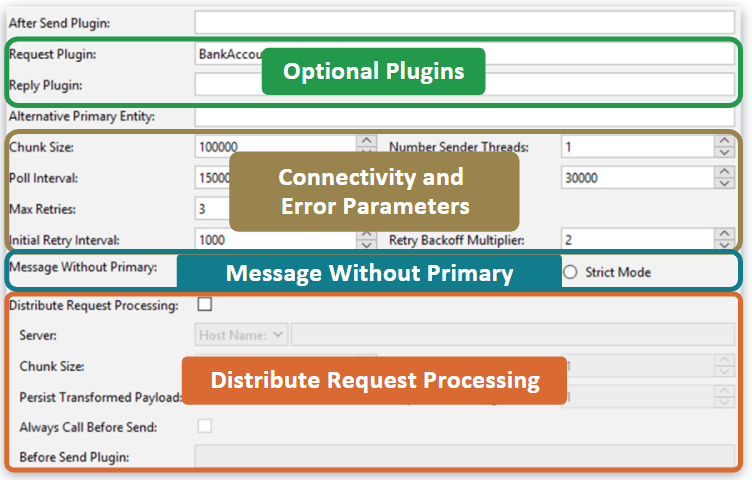 After Send Plugin:
Request Plugin: BankAccou
Optional Plugins
Reply Plugin:
Alternative Primary Entity:
Chunk Size: 100000 Number Sender Threads: 1
Poll Interval: 15000 30000
Connectivity and
Error Parameters
Max Retries: 3
Initial Retry Interval: 1000 Retry Backoff Multiplier: 2
Message Without Primary: Message Without Primary Strict Mode
Distribute Request Processing:
Server: Host Name:
Chunk Size: 1
Distribute Request Processing
Persist Transformed Payload: 1
Always Call Before Send:
Before Send Plugin: